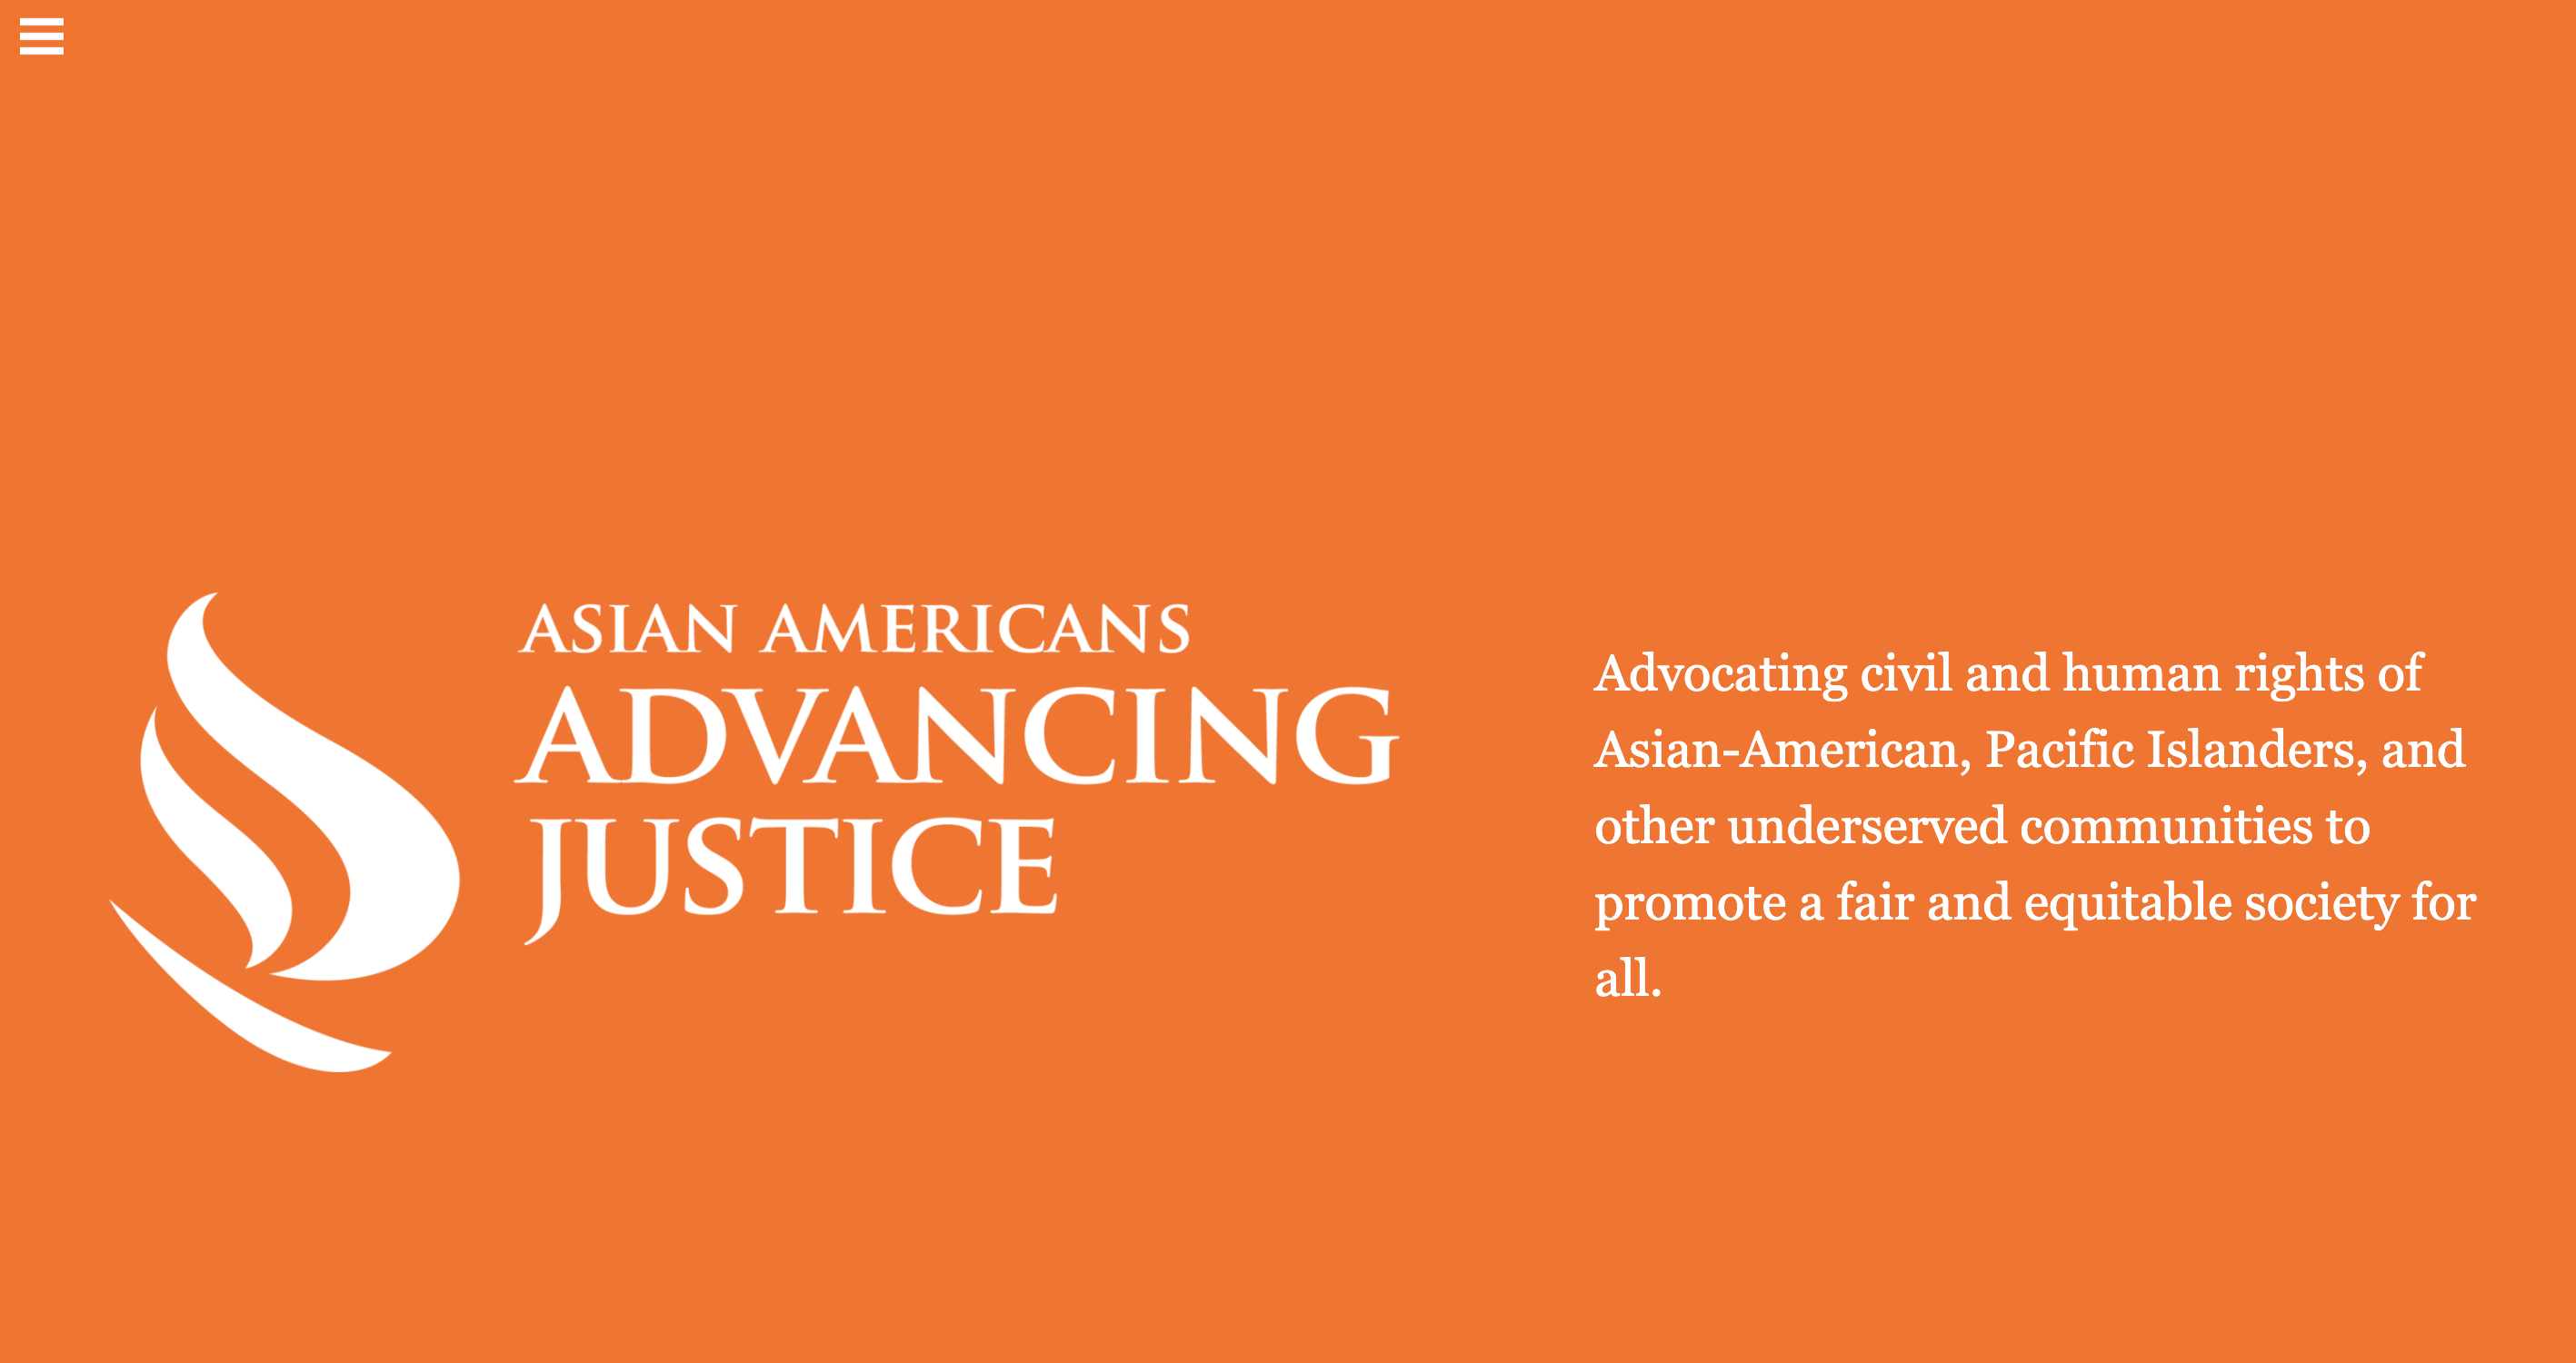 ASIAN AMERICANS
ADVANCING
JUSTICE
Advocating civil and human rights of
Asian-American, Pacific Islanders, and
other underserved communities to
promote a fair and equitable society for
all.